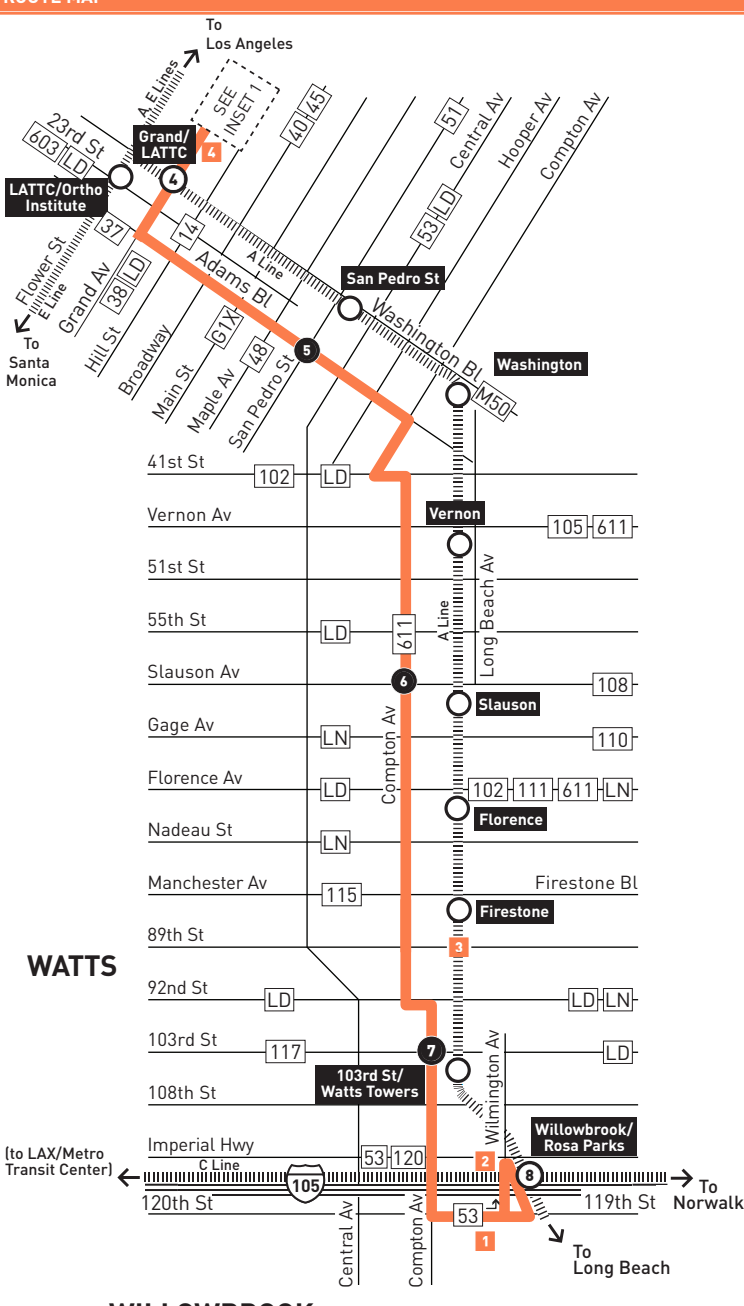 To
Los Angeles
A, E Lines
SEE
INSET 1
40
45
51
Central Av
Hooper Av
Compton Av
23rd St
603
LD
Grand/
LATTC
4
4
LATTC/Ortho
Institute
53
LD
37
14
Flower St
E Line
Grand Av
38
LD
Adams Bl
A Line
San Pedro St
Washington Bl
To
Santa
Monica
Hill St
Broadway
Main St
G1X
Maple Av
48
San Pedro St
5
Washington
M50
41st St
102
LD
Vernon Av
Vernon
105
611
51st St
55th St
LD
611
A Line
Long Beach Av
Slauson Av
6
108
Slauson
Gage Av
LN
Compton Av
110
Florence Av
LD
102
111
611
LN
Florence
Nadeau St
LN
Manchester Av
115
Firestone Bl
Firestone
89th St
3
WATTS
92nd St
LD
LD
LN
103rd St
117
7
LD
103rd St/
Watts Towers
Wilmington Av
108th St
Willowbrook/
Rosa Parks
Imperial Hwy
53
120
2
(to LAX/Metro
Transit Center)
C Line
105
8
To
Norwalk
120th St
119th St
53
1
Central Av
Compton Av
To
Long Beach